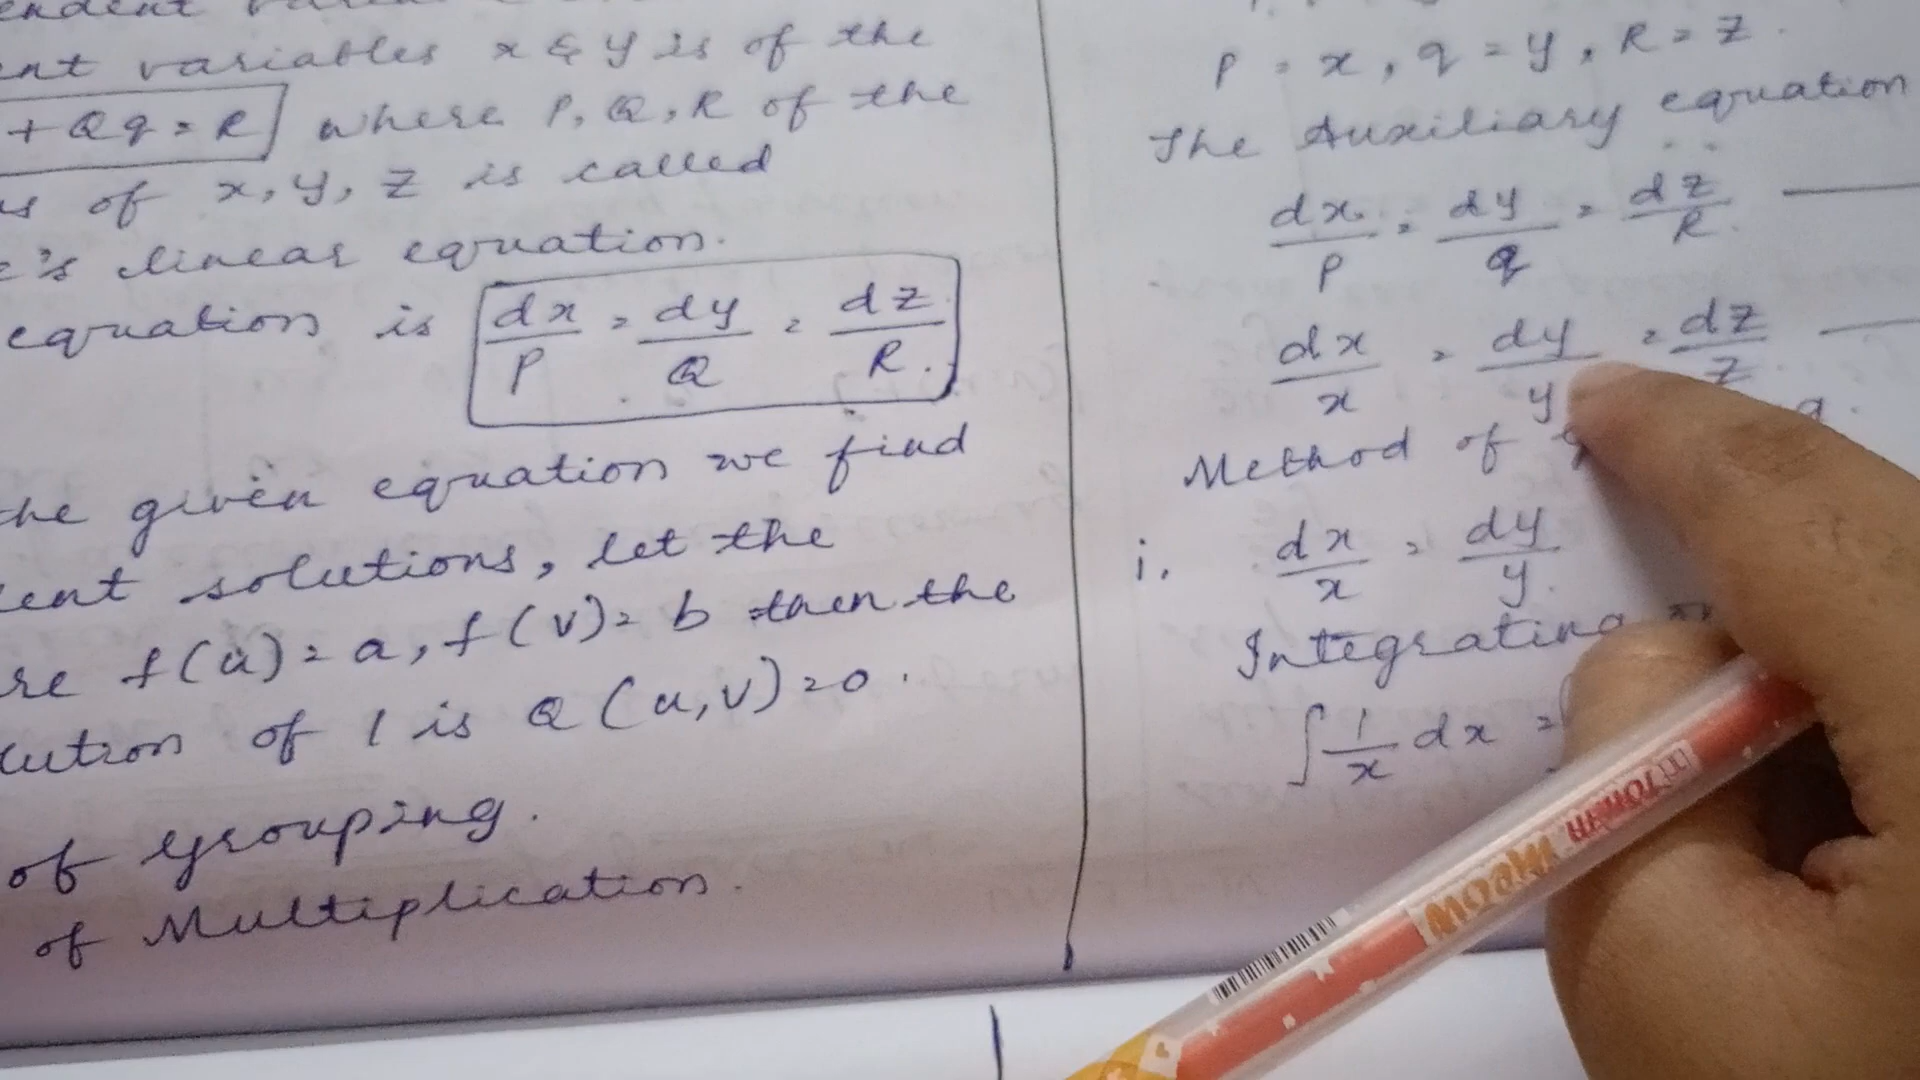 variables x & y is of the
+ Qq = R where P, Q, R of the
of x, y, z is called
linear equation.
equation is dx/P = dy/Q = dz/R.
the given equation we find
solutions, let the
f(u) = a, f(v) = b then the
of 1 is Q (u, v) = 0.
of Grouping.
of Multiplication.
P = x, q = y, R = z.
The Auxiliary equation
dx/P = dy/q = dz/R.
dx/x = dy/y = dz/z
Method of
i. dx/x = dy/y.
Integrating
∫ 1/x dx =
WOODY TOMAN